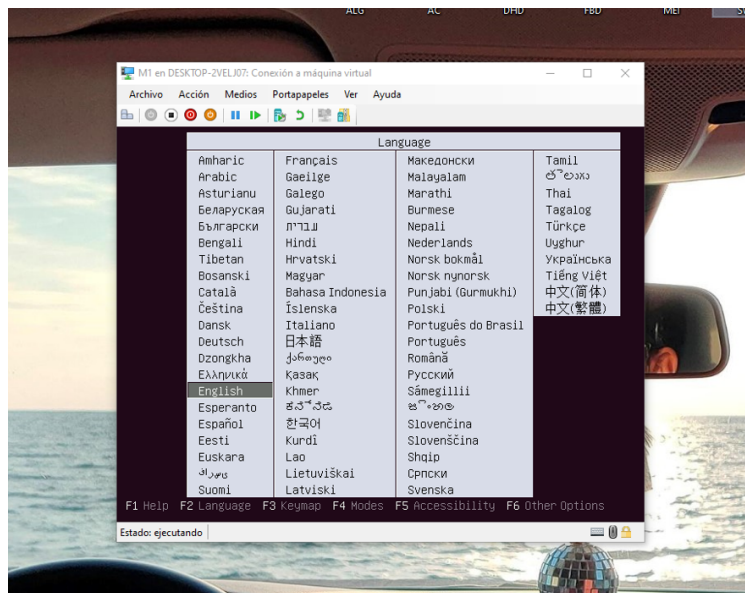 ALG AC DHD FBD MEI
M1 en DESKTOP-2VELJ07: Conexión a máquina virtual
Archivo Acción Medios Portapapeles Ver Ayuda
Language
Amharic Français Македонски Tamil
Arabic Gaeilge Malayalam తెలుగు
Asturianu Galego Marathi Thai
Беларуская Gujarati Burmese Tagalog
Български עברית Nepali Türkçe
Bengali Hindi Nederlands Uyghur
Tibetan Hrvatski Norsk bokmål Українська
Bosanski Magyar Norsk nynorsk Tiếng Việt
Català Bahasa Indonesia Punjabi (Gurmukhi) 中文(简体)
Čeština Íslenska Polski 中文(繁體)
Dansk Italiano Português do Brasil
Deutsch 日本語 Português
Dzongkha ქართული Română
Ελληνικά Қазақ Русский
English Khmer Sámegillii
Esperanto ಕನ್ನಡ සිංහල
Español 한국어 Slovenčina
Eesti Kurdî Slovenščina
Euskara Lao Shqip
فارسی Lietuviškai Српски
Suomi Latviski Svenska
F1 Help F2 Language F3 Keymap F4 Modes F5 Accessibility F6 Other Options
Estado: ejecutando